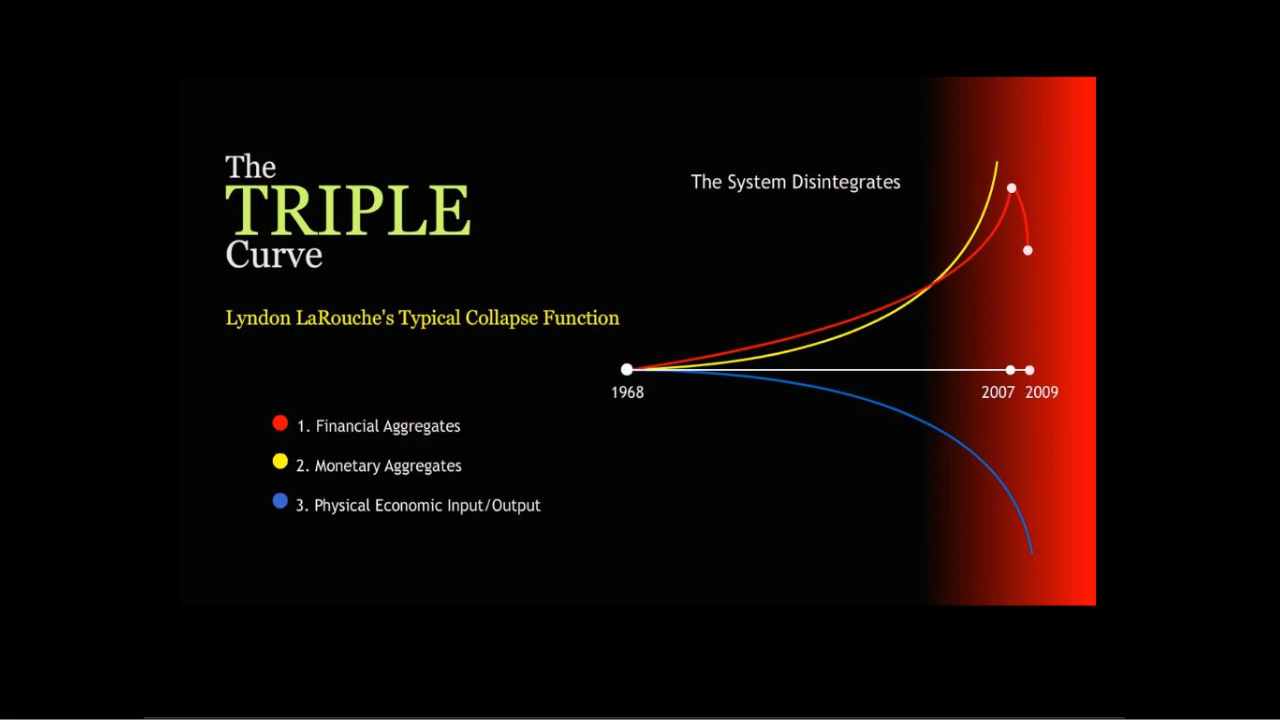 The
TRIPLE
Curve
The System Disintegrates
Lyndon LaRouche's Typical Collapse Function
1968
2007 2009
1. Financial Aggregates
2. Monetary Aggregates
3. Physical Economic Input/Output